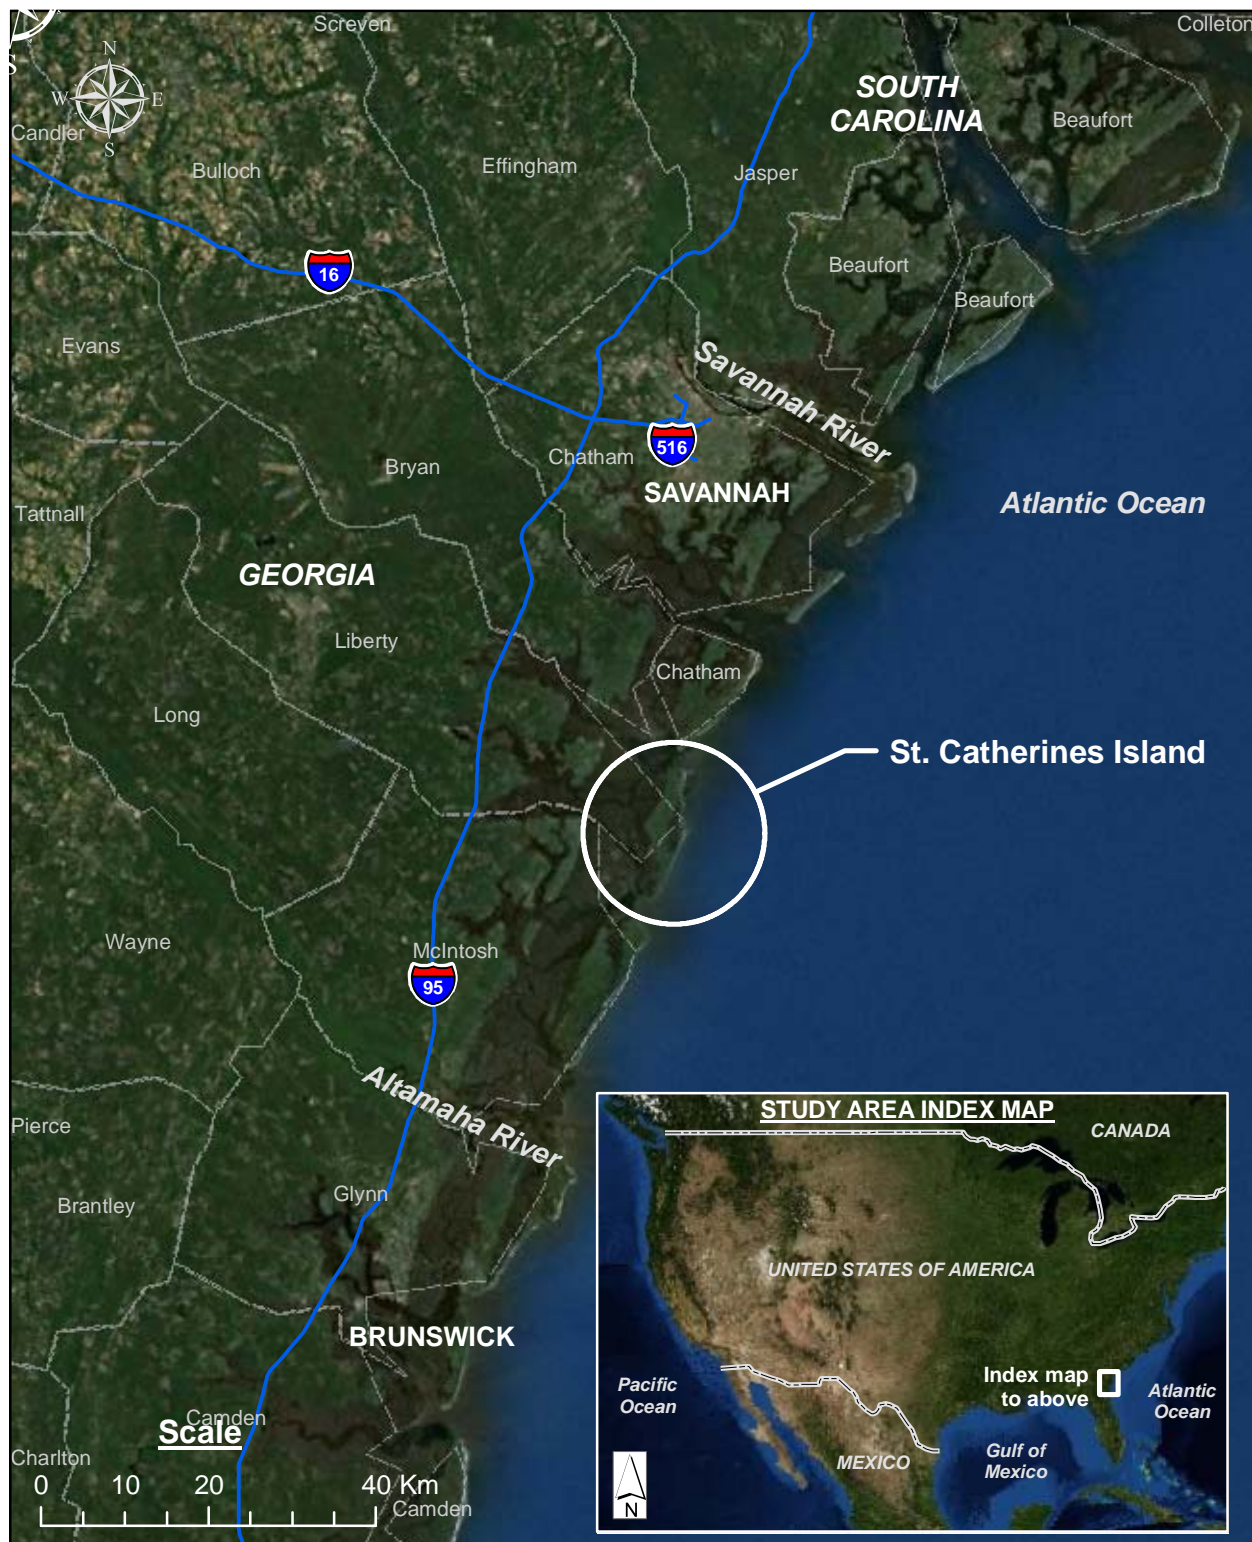 S
N
W
E
S
Screven
Colleton
SOUTH
CAROLINA
Beaufort
Candler
Bulloch
Effingham
Jasper
16
Beaufort
Beaufort
Evans
Savannah River
Bryan
Chatham
516
SAVANNAH
Atlantic Ocean
Tattnall
GEORGIA
Liberty
Chatham
Long
St. Catherines Island
Wayne
McIntosh
95
Altamaha River
Pierce
Glynn
Brantley
BRUNSWICK
Camden
Scale
Charlton
0 10 20 40 Km
Camden
STUDY AREA INDEX MAP
CANADA
UNITED STATES OF AMERICA
Index map
to above
Pacific
Ocean
Atlantic
Ocean
Gulf of
Mexico
MEXICO
N